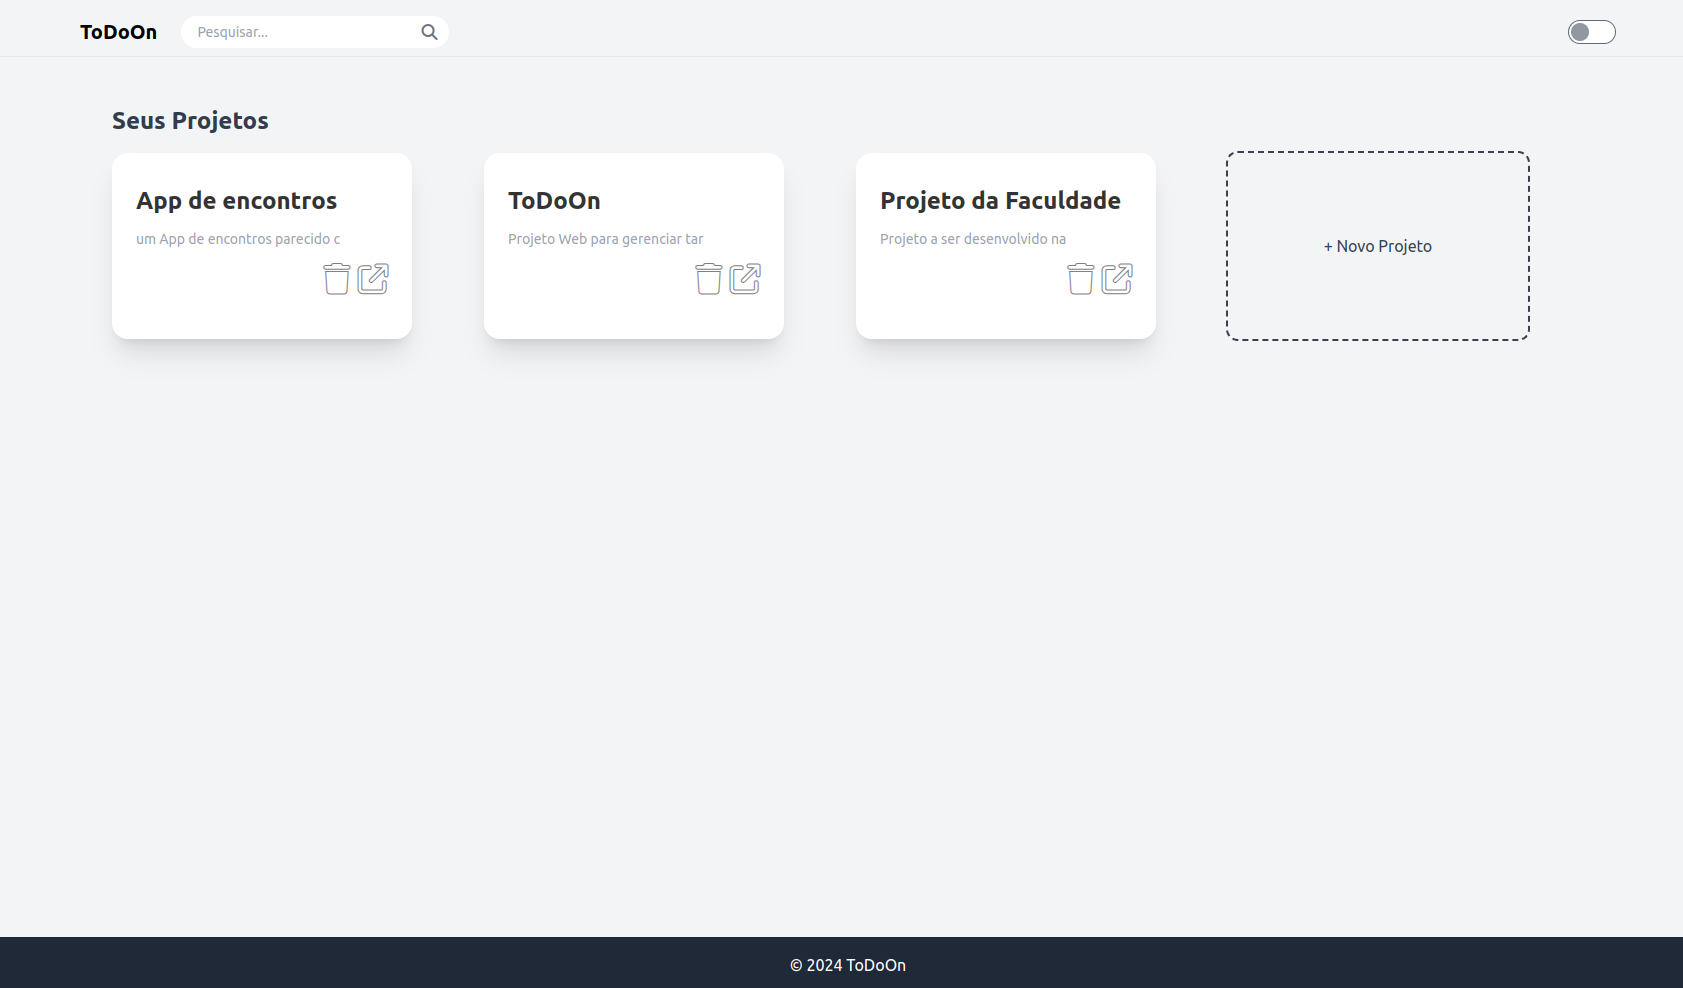 ToDoOn
Pesquisar...
Seus Projetos
App de encontros
um App de encontros parecido c
ToDoOn
Projeto Web para gerenciar tar
Projeto da Faculdade
Projeto a ser desenvolvido na
+ Novo Projeto
© 2024 ToDoOn